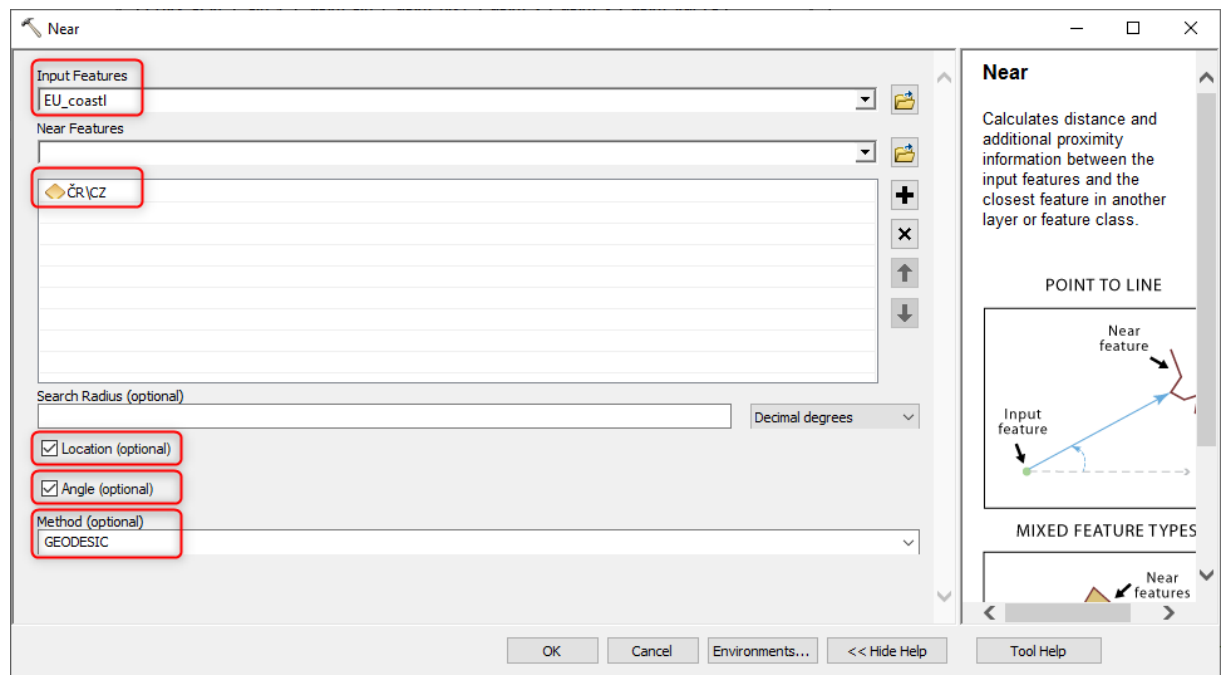 Near
Input Features
EU_coastl
Near Features
ČR\CZ
Search Radius (optional)
Decimal degrees
Location (optional)
Angle (optional)
Method (optional)
GEODESIC
Near
Calculates distance and
additional proximity
information between the
input features and the
closest feature in another
layer or feature class.
POINT TO LINE
Near
feature
Input
feature
MIXED FEATURE TYPES
Near
features
OK
Cancel
Environments...
<< Hide Help
Tool Help